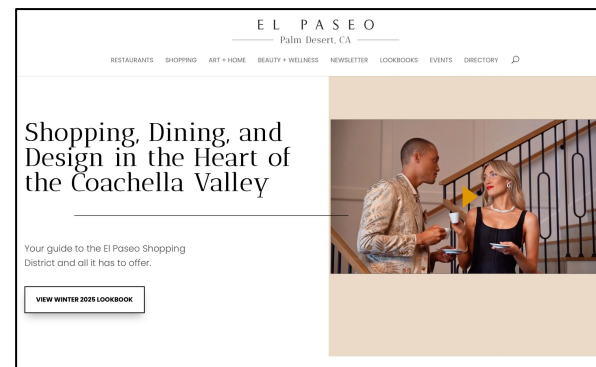 EL PASEO
Palm Desert, CA
RESTAURANTS SHOPPING ART + HOME BEAUTY + WELLNESS NEWSLETTER LOOKBOOKS EVENTS DIRECTORY
Shopping, Dining, and
Design in the Heart of
the Coachella Valley
Your guide to the El Paseo Shopping
District and all it has to offer.
VIEW WINTER 2025 LOOKBOOK